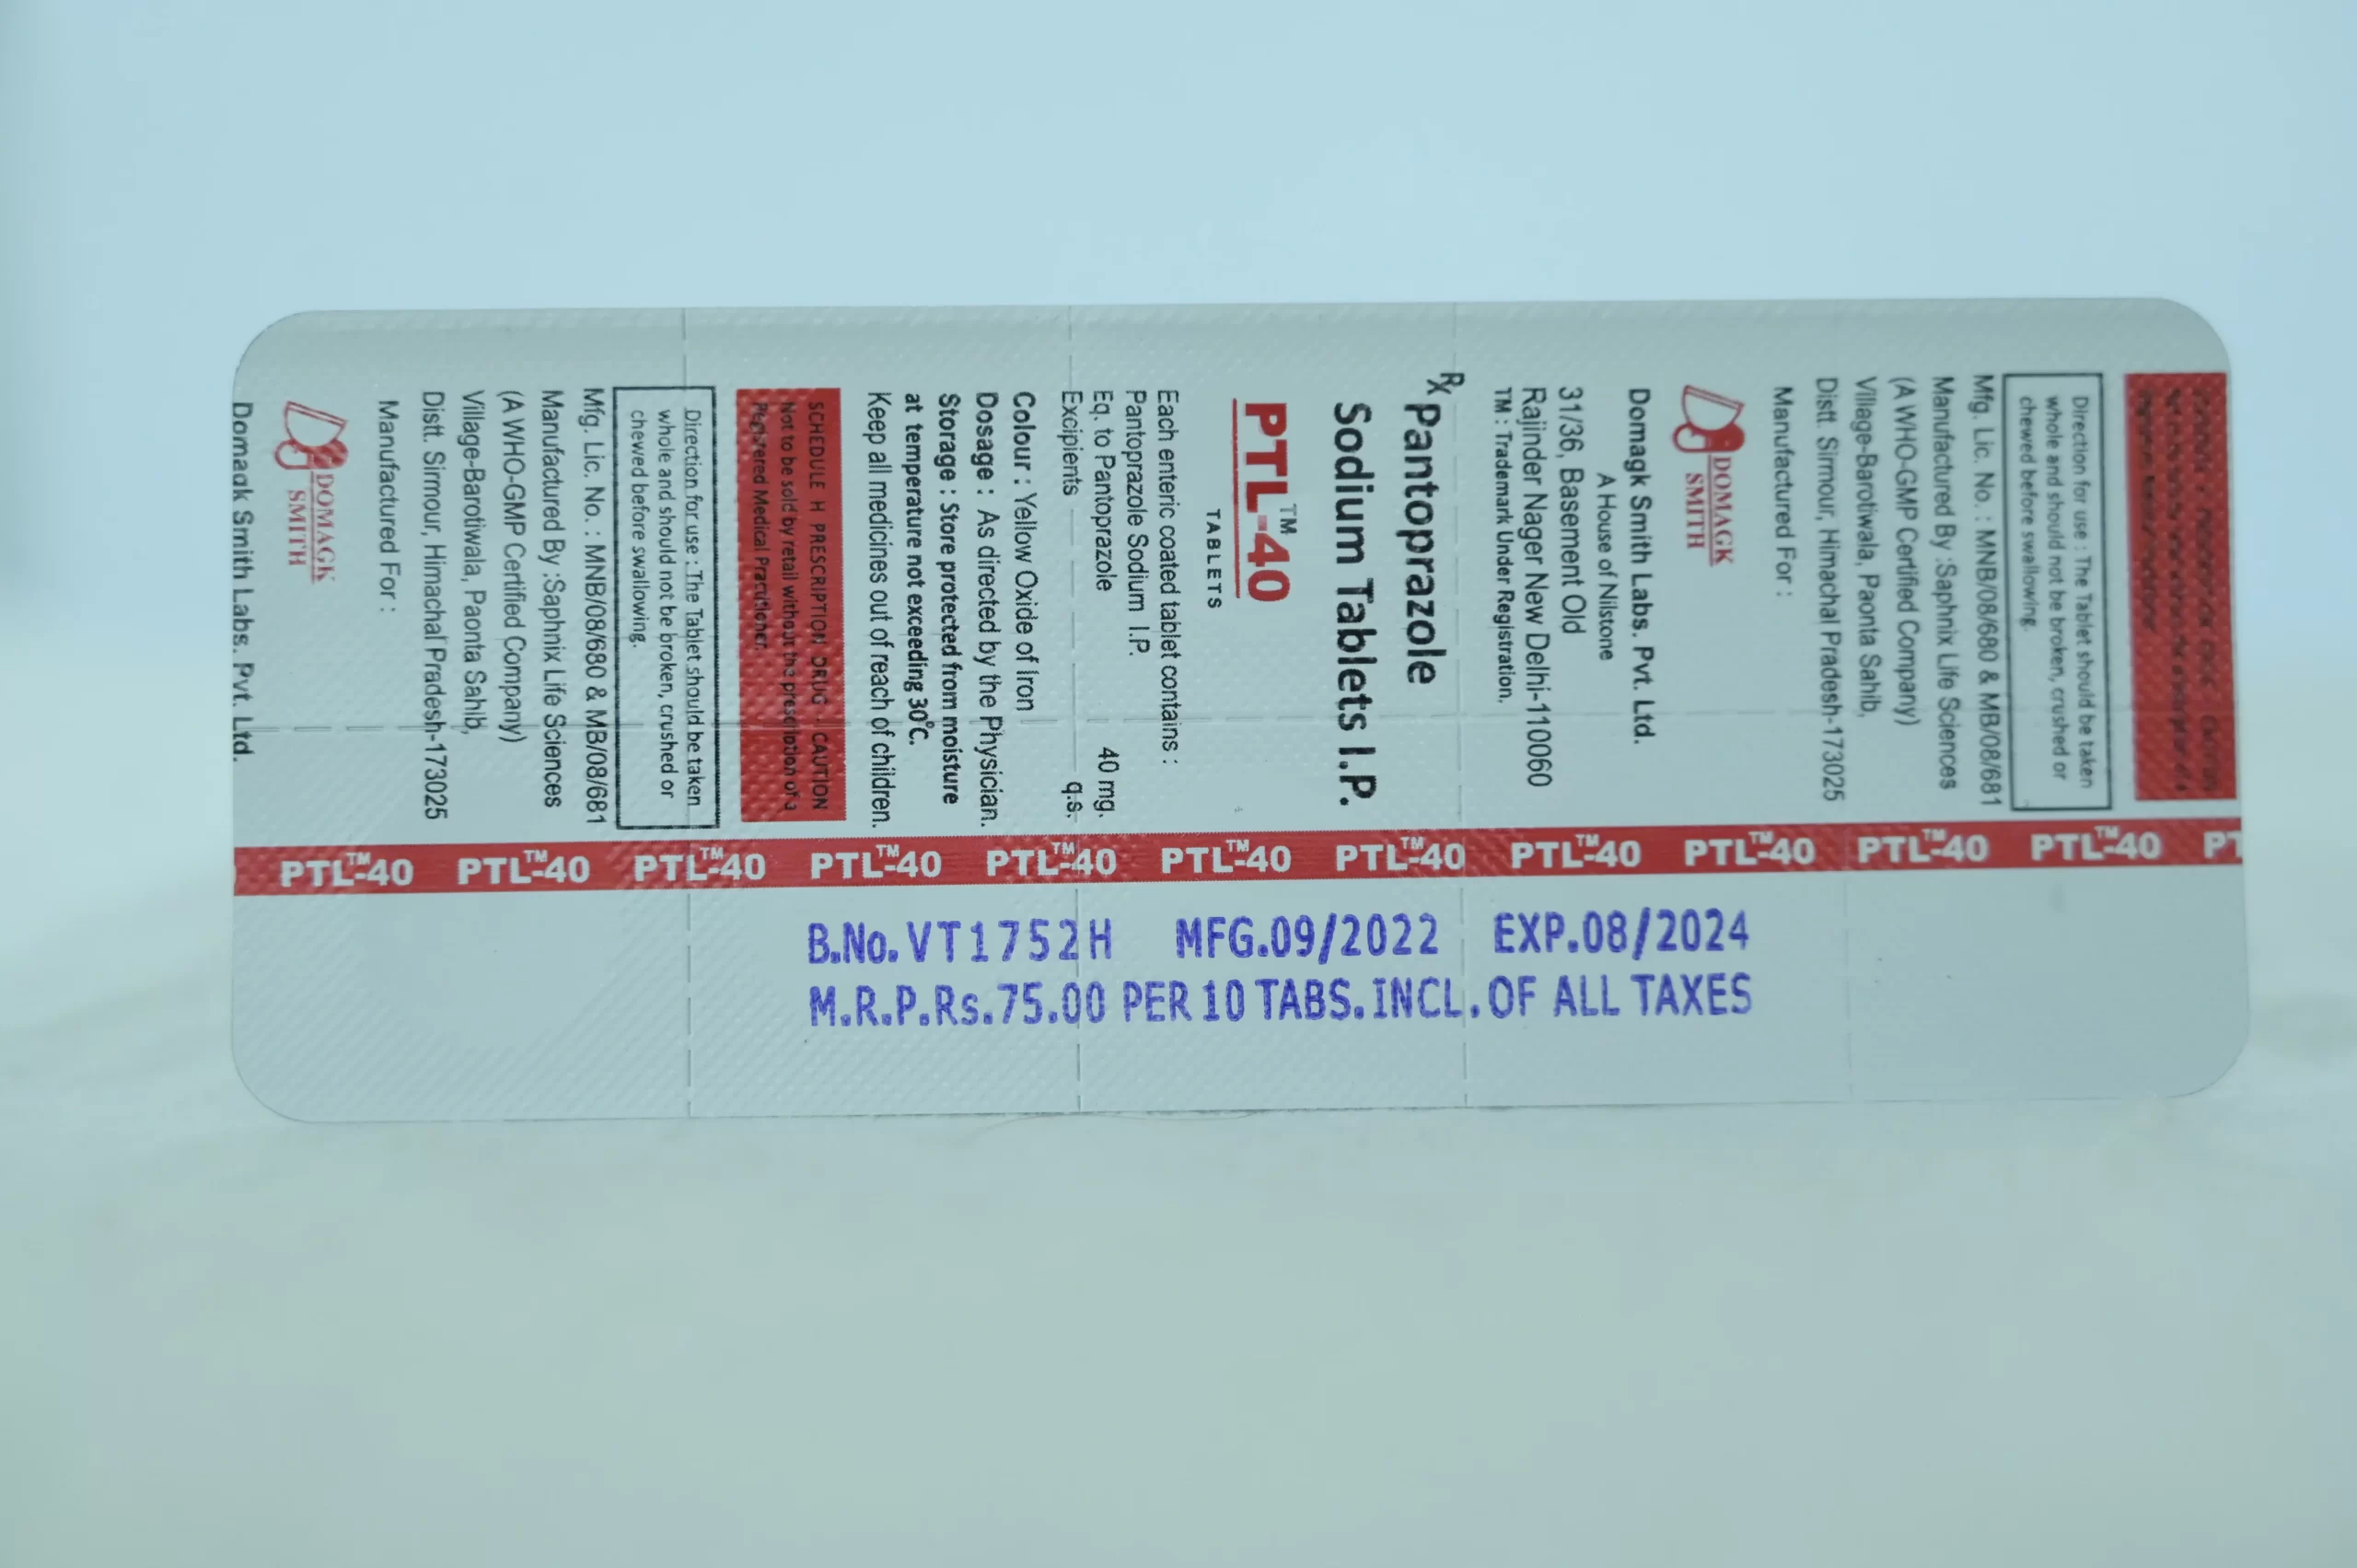 Direction for use : The Tablet should be taken
whole and should not be broken, crushed or
chewed before swallowing.
Mfg. Lic. No. : MNB/08/680 & MB/08/681
Manufactured By :Saphnix Life Sciences
(A WHO-GMP Certified Company)
Village-Barotiwala, Paonta Sahib,
Distt. Sirmour, Himachal Pradesh-173025
Manufactured For :
DOMAGK
SMITH
Domagk Smith Labs. Pvt. Ltd.
A House of Nilstone
31/36, Basement Old
Rajinder Nager New Delhi-110060
TM : Trademark Under Registration.
Rx Pantoprazole
Sodium Tablets I.P.
PTL-40™
TABLETS
Each enteric coated tablet contains :
Pantoprazole Sodium I.P.
Eq. to Pantoprazole 40 mg.
Excipients q.s.
Colour : Yellow Oxide of Iron
Dosage : As directed by the Physician.
Storage : Store protected from moisture
at temperature not exceeding 30°C.
Keep all medicines out of reach of children.
SCHEDULE H PRESCRIPTION DRUG - CAUTION
Not to be sold by retail without the prescription of a
Registered Medical Practitioner.
Direction for use : The Tablet should be taken
whole and should not be broken, crushed or
chewed before swallowing.
Mfg. Lic. No. : MNB/08/680 & MB/08/681
Manufactured By :Saphnix Life Sciences
(A WHO-GMP Certified Company)
Village-Barotiwala, Paonta Sahib,
Distt. Sirmour, Himachal Pradesh-173025
Manufactured For :
DOMAGK
SMITH
Domagk Smith Labs. Pvt. Ltd.
PTL™-40 PTL™-40 PTL™-40 PTL™-40 PTL™-40 PTL™-40 PTL™-40 PTL™-40 PTL™-40 PTL™-40 PTL™-40 PT
B.No.VT1752H MFG.09/2022 EXP.08/2024
M.R.P.Rs.75.00 PER 10 TABS.INCL.OF ALL TAXES